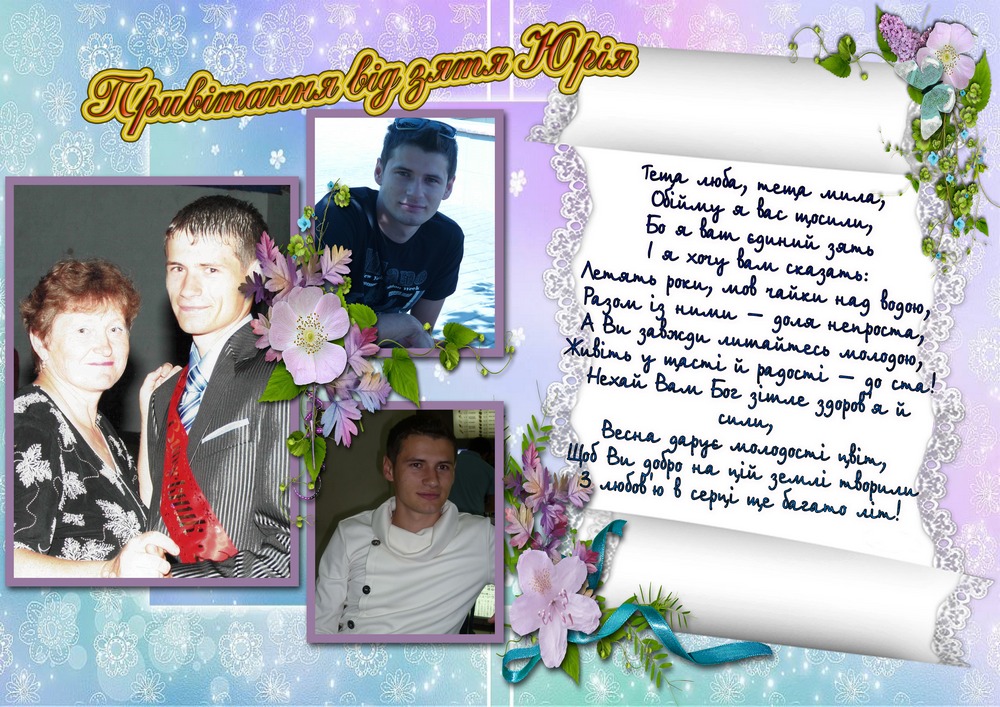 Привітання від зятя Юрія
Теща люба, теща мила,
Обійму я вас щосили,
Бо я ваш єдиний зять
І я хочу вам сказать:
Летять роки, мов чайки над водою,
Разом із ними — доля непроста,
А Ви завжди лишайтесь молодою,
Живіть у щасті й радості — до ста!
Нехай Вам Бог зішле здоров'я й
сили,
Весна дарує молодості цвіт,
Щоб Ви добро на цій землі творили
З любов'ю в серці ще багато літ!